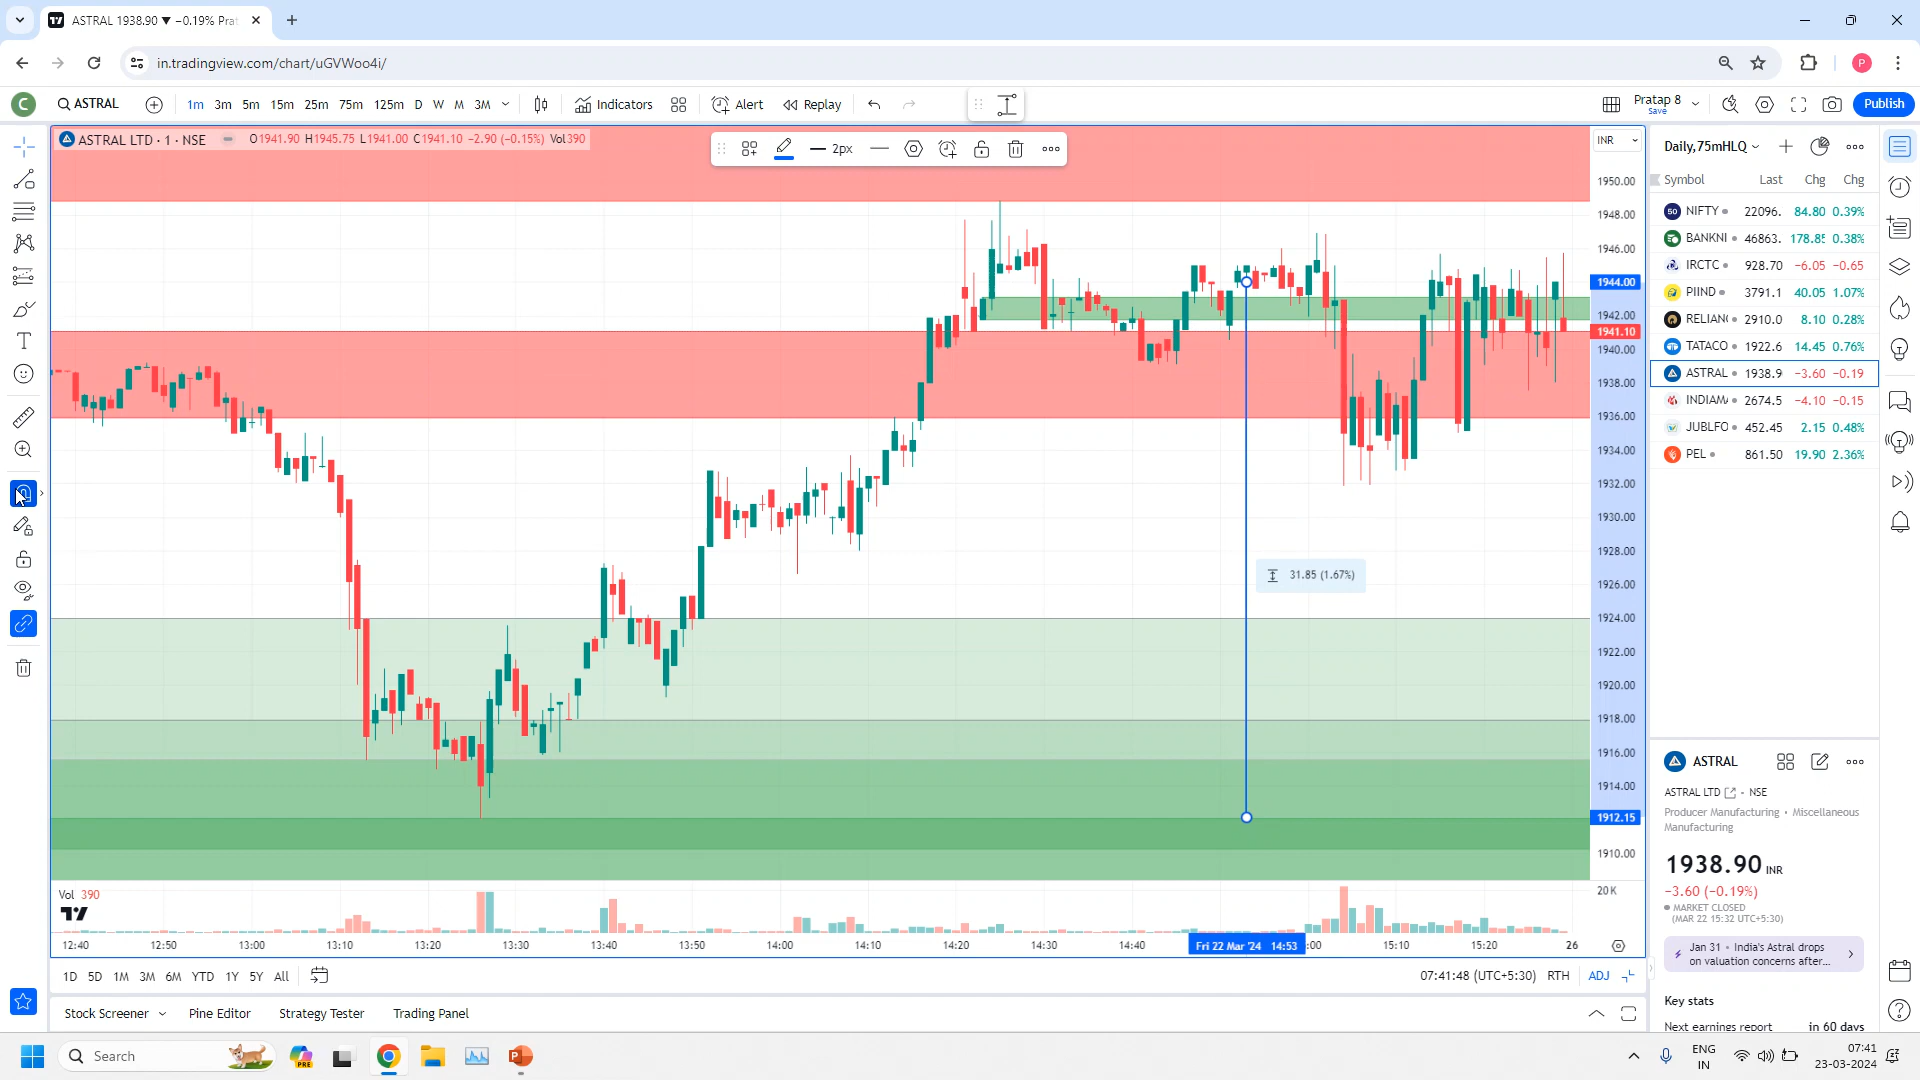 ASTRAL 1938.90 ▼ −0.19% Prat
in.tradingview.com/chart/uGVWoo4i/
P
C
ASTRAL
1m 3m 5m 15m 25m 75m 125m D W M 3M
Indicators
Alert
Replay
Pratap 8
Save
Publish
ASTRAL LTD · 1 · NSE
O1941.90 H1945.75 L1941.00 C1941.10 −2.90 (−0.15%) Vol390
2px
INR
1950.00
1948.00
1946.00
1944.00
1942.00
1941.10
1940.00
1938.00
1936.00
1934.00
1932.00
1930.00
1928.00
1926.00
1924.00
1922.00
1920.00
1918.00
1916.00
1914.00
1912.15
1910.00
31.85 (1.67%)
Vol 390
20 K
12:40 12:50 13:00 13:10 13:20 13:30 13:40 13:50 14:00 14:10 14:20 14:30 14:40 Fri 22 Mar '24 14:53 :00 15:10 15:20 26
1D 5D 1M 3M 6M YTD 1Y 5Y All
07:41:48 (UTC+5:30) RTH ADJ
Stock Screener Pine Editor Strategy Tester Trading Panel
Daily,75mHLQ
Symbol Last Chg Chg
50 NIFTY 22096. 84.80 0.39%
BANKNI 46863. 178.85 0.38%
IRCTC 928.70 −6.05 −0.65
PIIND 3791.1 40.05 1.07%
RELIAN 2910.0 8.10 0.28%
TATACO 1922.6 14.45 0.76%
ASTRAL 1938.9 −3.60 −0.19
INDIAM 2674.5 −4.10 −0.15
JUBLFO 452.45 2.15 0.48%
PEL 861.50 19.90 2.36%
ASTRAL
ASTRAL LTD · NSE
Producer Manufacturing • Miscellaneous
Manufacturing
1938.90 INR
−3.60 (−0.19%)
MARKET CLOSED
(MAR 22 15:32 UTC+5:30)
Jan 31 • India's Astral drops
on valuation concerns after...
Key stats
Next earnings report in 60 days
Search
PRE
ENG
IN
07:41
23-03-2024